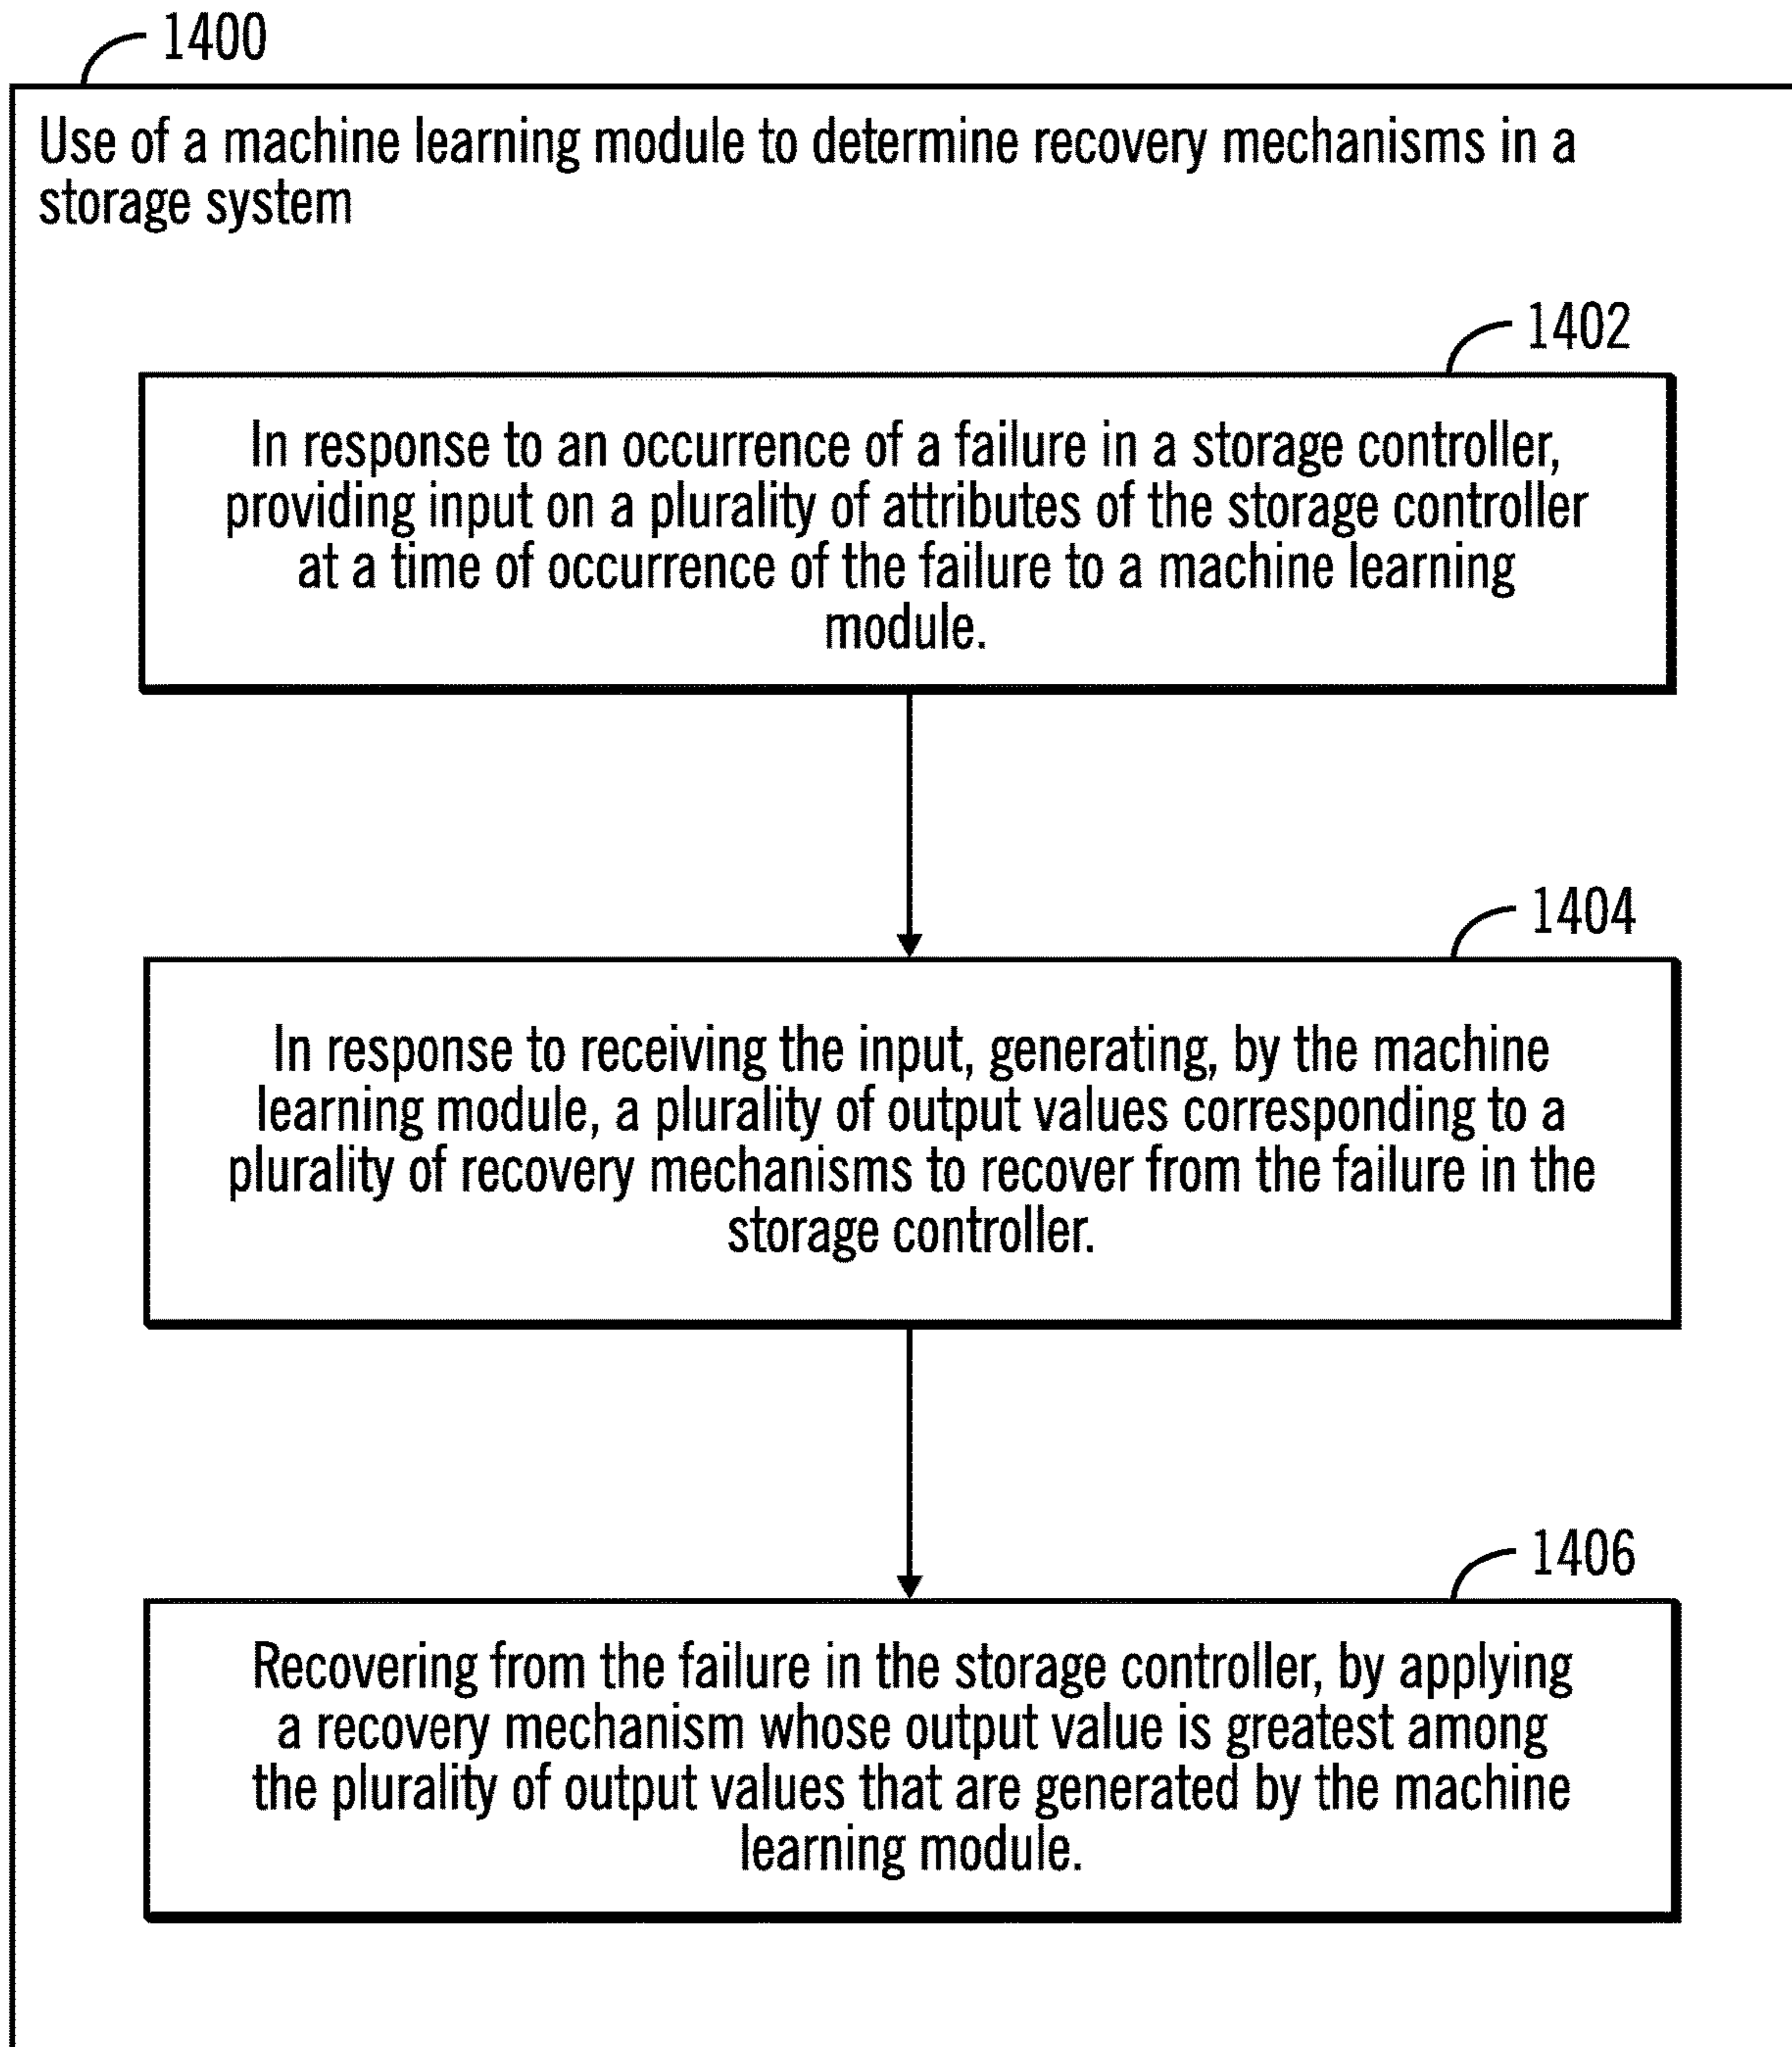 1400
Use of a machine learning module to determine recovery mechanisms in a
storage system
1402
In response to an occurrence of a failure in a storage controller,
providing input on a plurality of attributes of the storage controller
at a time of occurrence of the failure to a machine learning
module.
1404
In response to receiving the input, generating, by the machine
learning module, a plurality of output values corresponding to a
plurality of recovery mechanisms to recover from the failure in the
storage controller.
1406
Recovering from the failure in the storage controller, by applying
a recovery mechanism whose output value is greatest among
the plurality of output values that are generated by the machine
learning module.